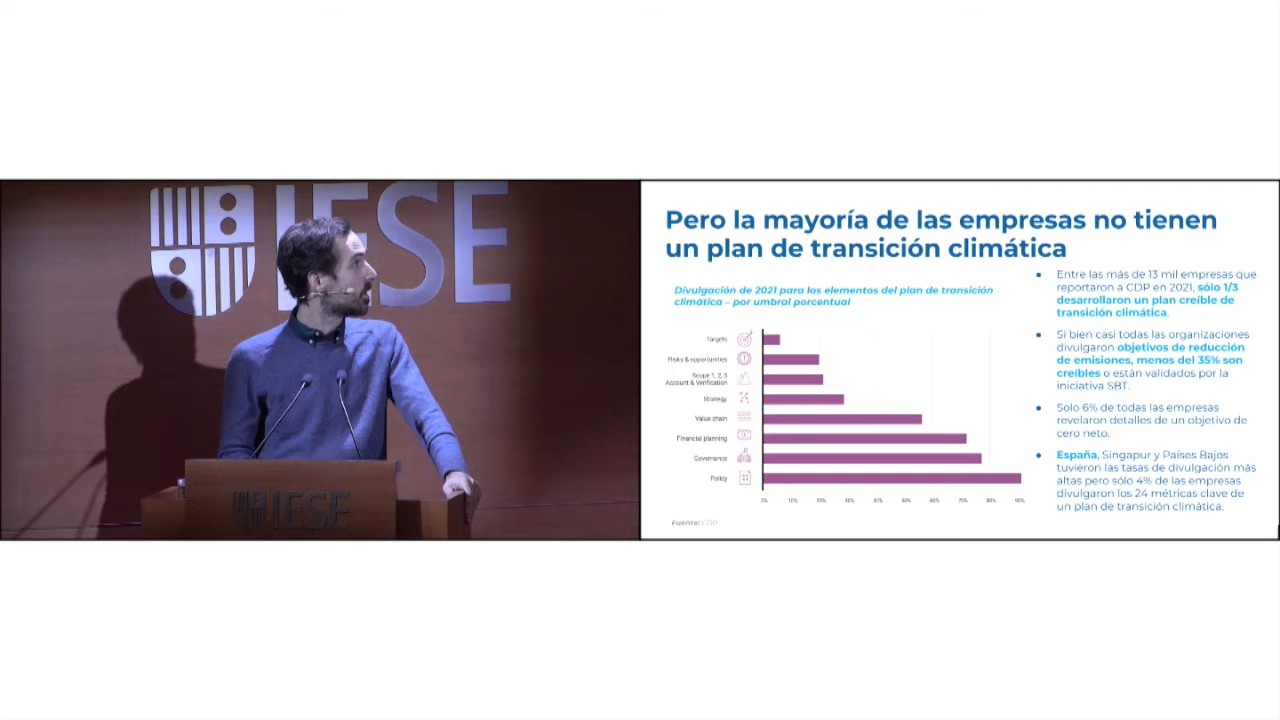 IESE
IESE
Pero la mayoría de las empresas no tienen
un plan de transición climática
Divulgación de 2021 para los elementos del plan de transición
climática – por umbral porcentual
Targets
Risks & opportunities
Scope 1, 2, 3
Account & Verification
Strategy
Value chain
Financial planning
Governance
Policy
0% 10% 20% 30% 40% 50% 60% 70% 80% 90%
Fuente: CDP
Entre las más de 13 mil empresas que
reportaron a CDP en 2021, sólo 1/3
desarrollaron un plan creíble de
transición climática.
Si bien casi todas las organizaciones
divulgaron objetivos de reducción
de emisiones, menos del 35% son
creíbles o están validados por la
iniciativa SBT.
Solo 6% de todas las empresas
revelaron detalles de un objetivo de
cero neto.
España, Singapur y Países Bajos
tuvieron las tasas de divulgación más
altas pero sólo 4% de las empresas
divulgaron los 24 métricas clave de
un plan de transición climática.